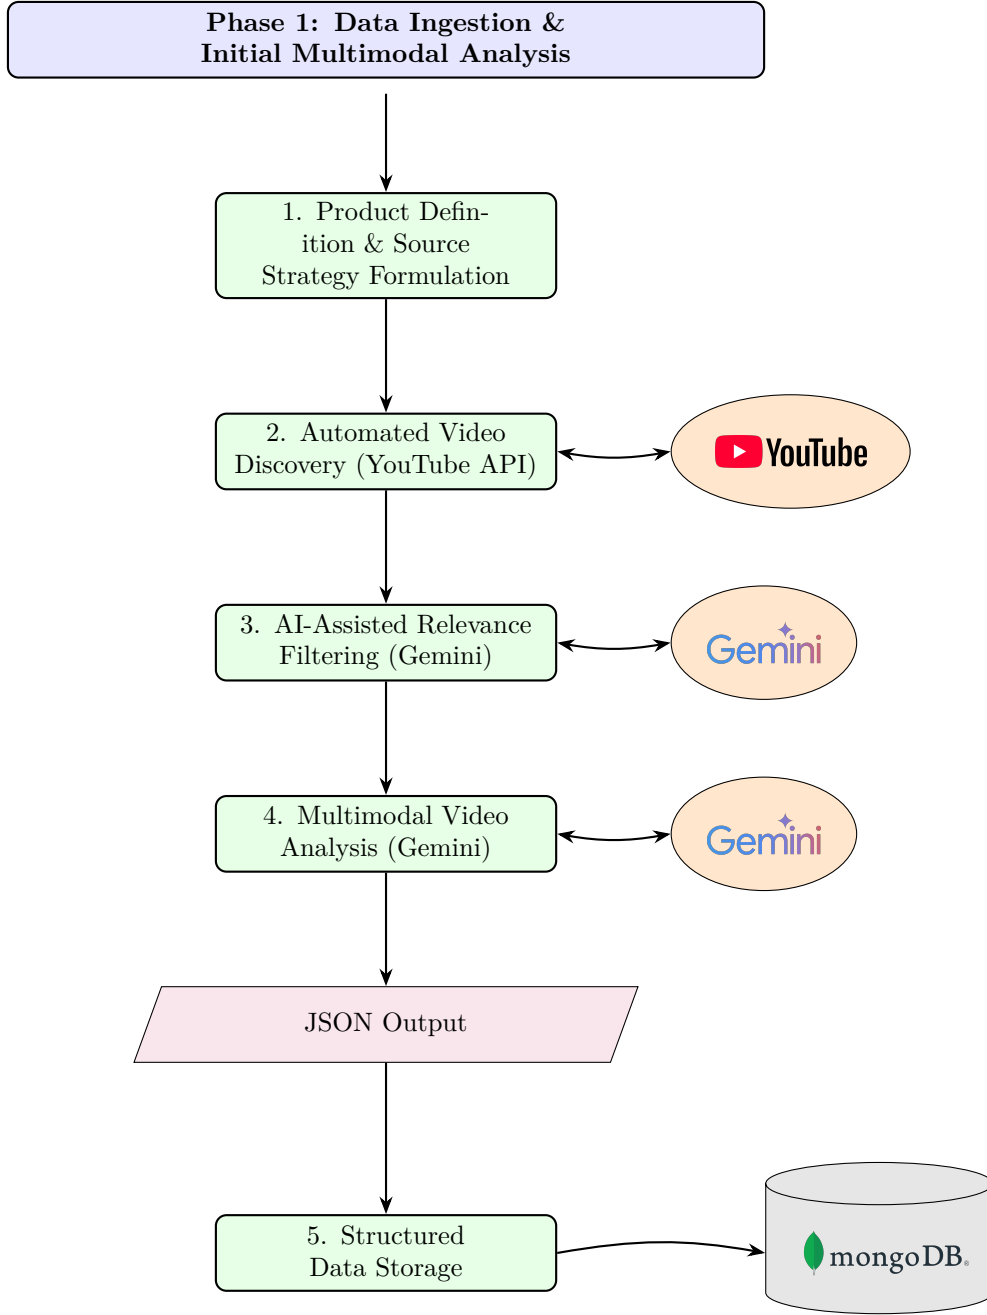 Phase 1: Data Ingestion &
Initial Multimodal Analysis
1. Product Defin-
ition & Source
Strategy Formulation
2. Automated Video
Discovery (YouTube API)
YouTube
3. AI-Assisted Relevance
Filtering (Gemini)
Gemini
4. Multimodal Video
Analysis (Gemini)
Gemini
JSON Output
5. Structured
Data Storage
mongoDB®